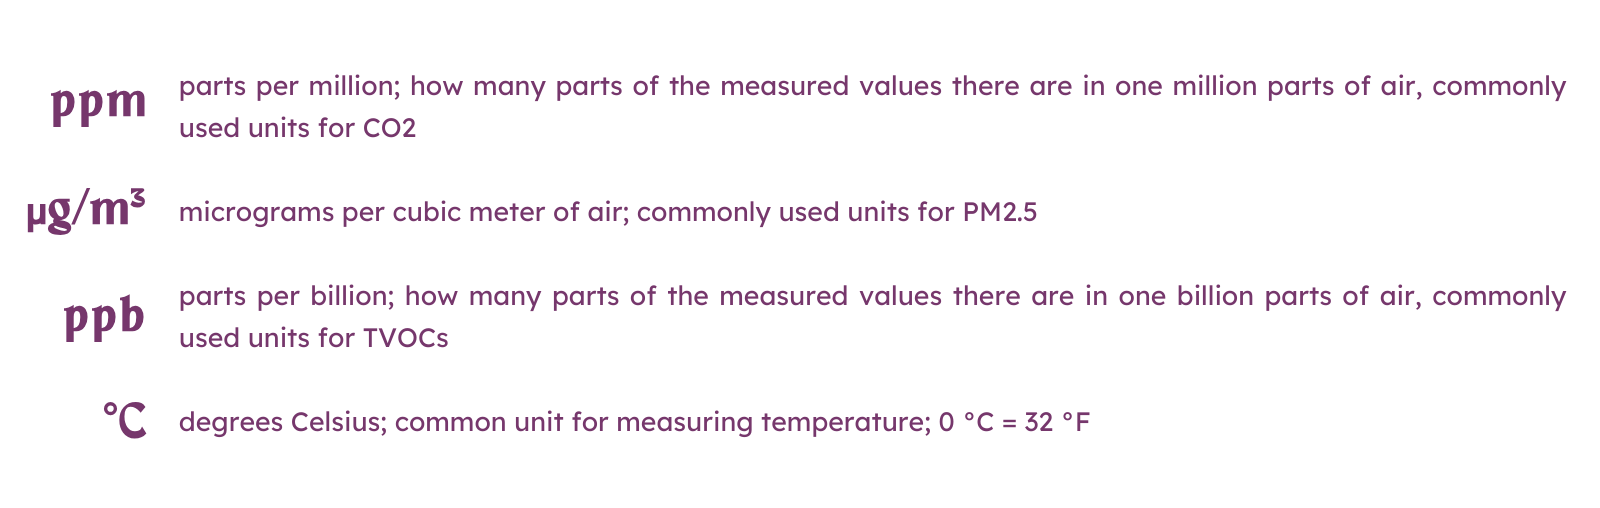 ppm
parts per million; how many parts of the measured values there are in one million parts of air, commonly
used units for CO2
µg/m³
micrograms per cubic meter of air; commonly used units for PM2.5
ppb
parts per billion; how many parts of the measured values there are in one billion parts of air, commonly
used units for TVOCs
°C
degrees Celsius; common unit for measuring temperature; 0 °C = 32 °F